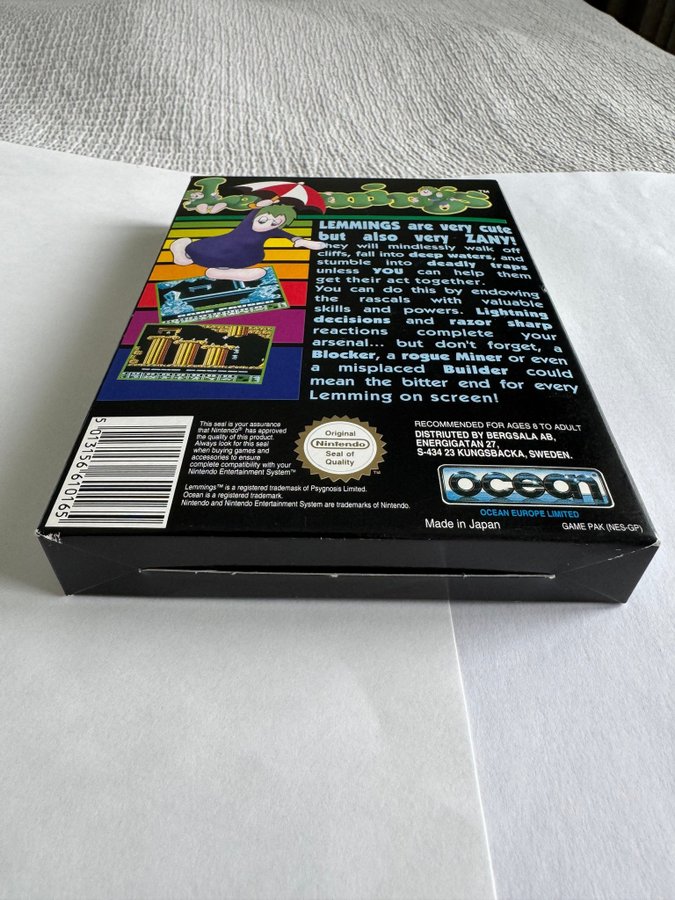 Lemmings™
LEMMINGS are very cute
but also very ZANY!
They will mindlessly walk off
cliffs, fall into deep waters, and
stumble into deadly traps
unless YOU can help them
get their act together.
You can do this by endowing
the rascals with valuable
skills and powers. Lightning
decisions and razor sharp
reactions complete your
arsenal... but don't forget, a
Blocker, a rogue Miner or even
a misplaced Builder could
mean the bitter end for every
Lemming on screen!
5 013156 610165
This seal is your assurance
that Nintendo® has approved
the quality of this product.
Always look for this seal
when buying games and
accessories to ensure
complete compatibility with your
Nintendo Entertainment System™
Original
Nintendo
Seal of
Quality
RECOMMENDED FOR AGES 8 TO ADULT
DISTRIUTED BY BERGSALA AB,
ENERGIGATAN 27,
S-434 23 KUNGSBACKA, SWEDEN.
Lemmings™ is a registered trademask of Psygnosis Limited.
Ocean is a registered trademark.
Nintendo and Nintendo Entertainment System are trademarks of Nintendo.
ocean
OCEAN EUROPE LIMITED
Made in Japan
GAME PAK (NES-GP)